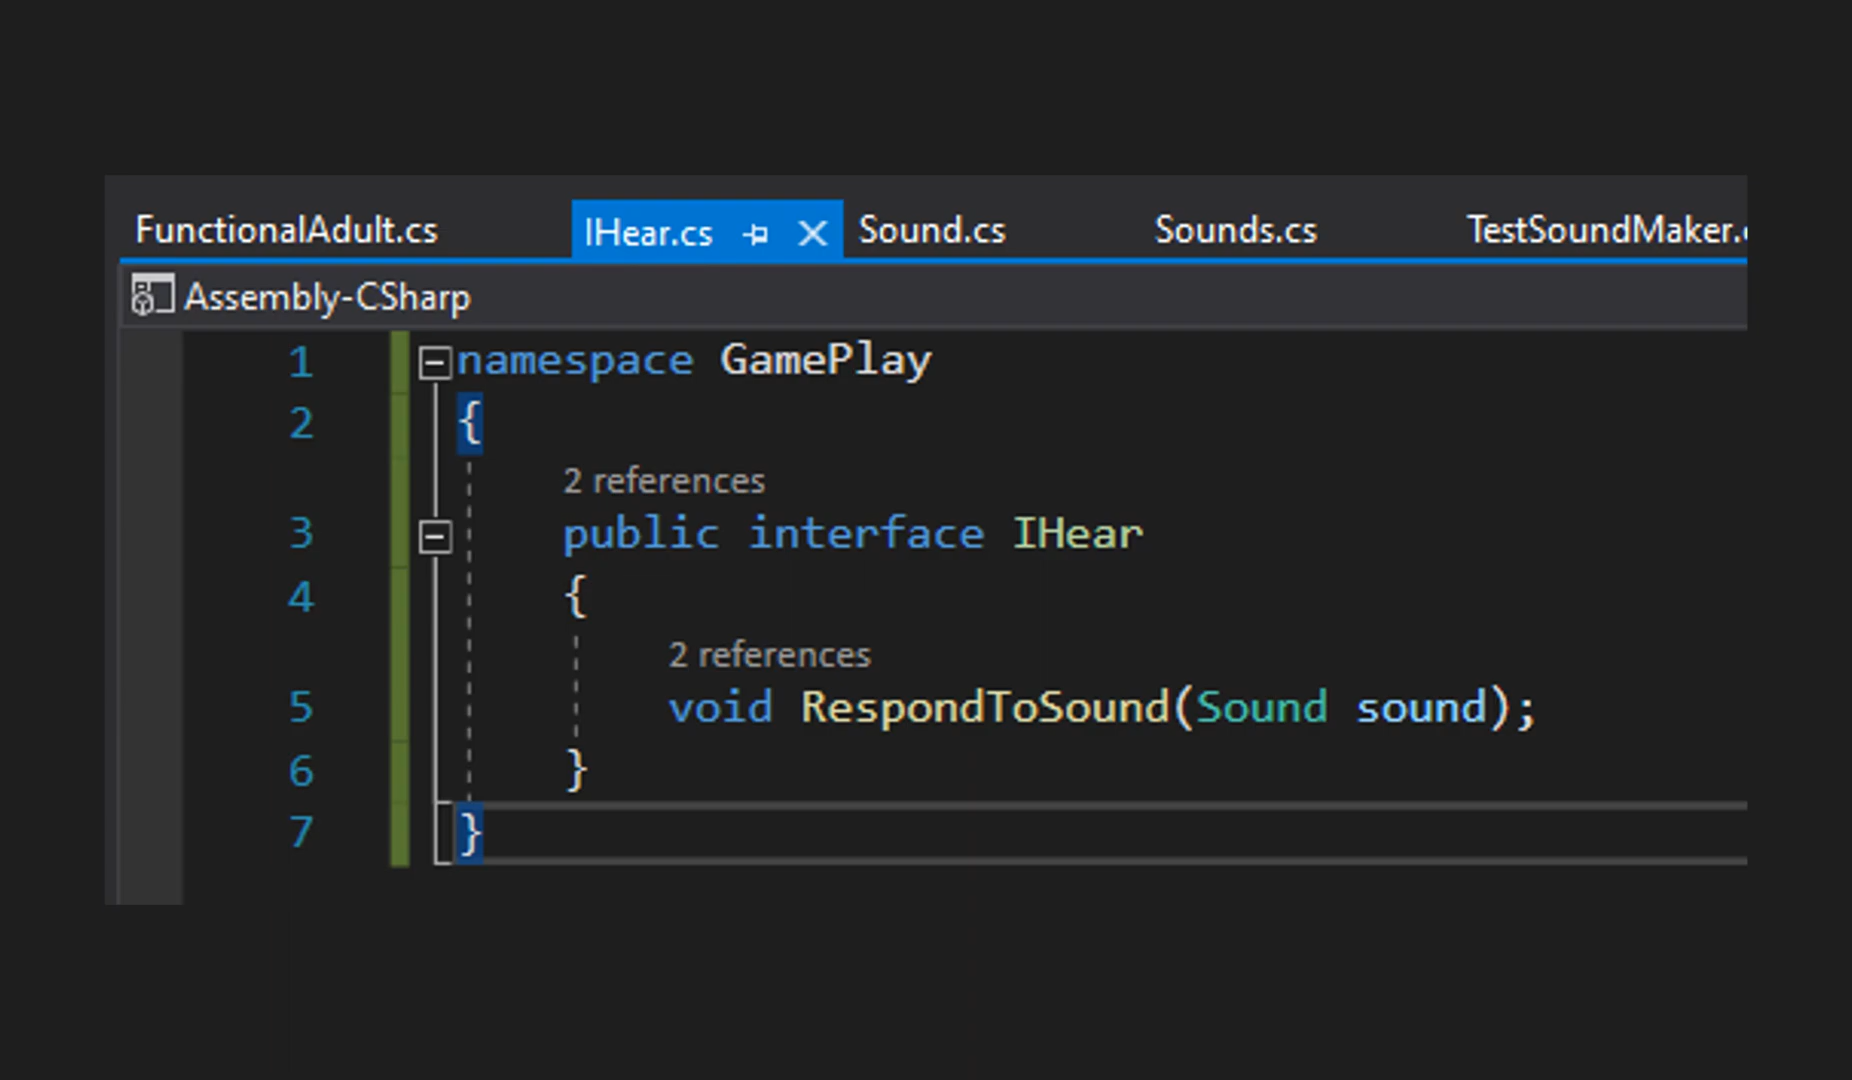 FunctionalAdult.cs IHear.cs Sound.cs Sounds.cs TestSoundMaker.
Assembly-CSharp
1 namespace GamePlay
2 {
2 references
3 public interface IHear
4 {
2 references
5 void RespondToSound(Sound sound);
6 }
7 }